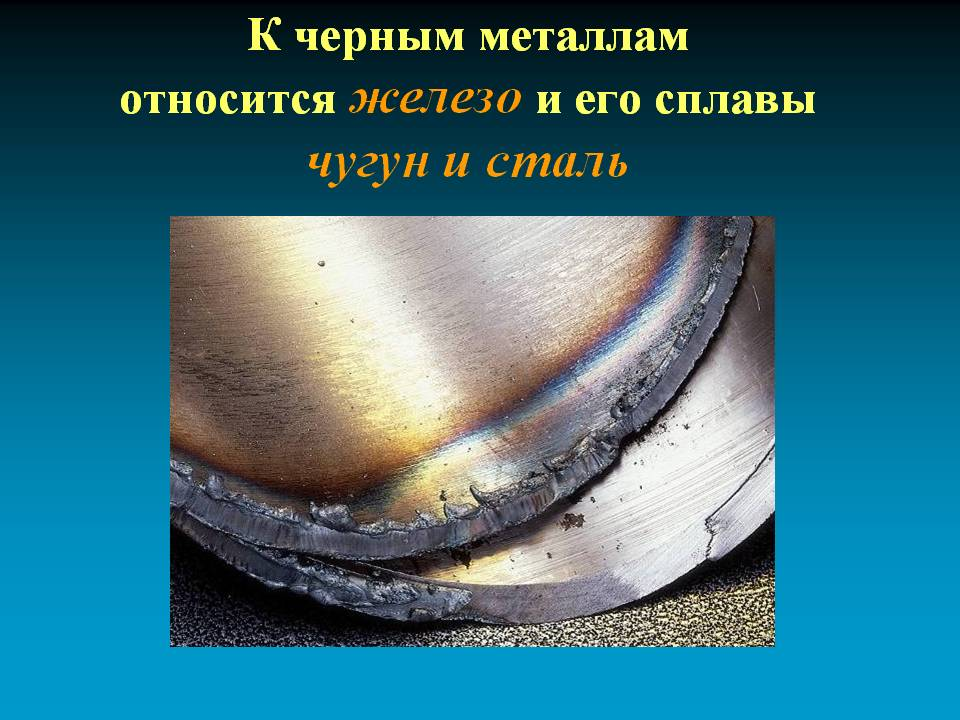 К черным металлам
относится железо и его сплавы
чугун и сталь